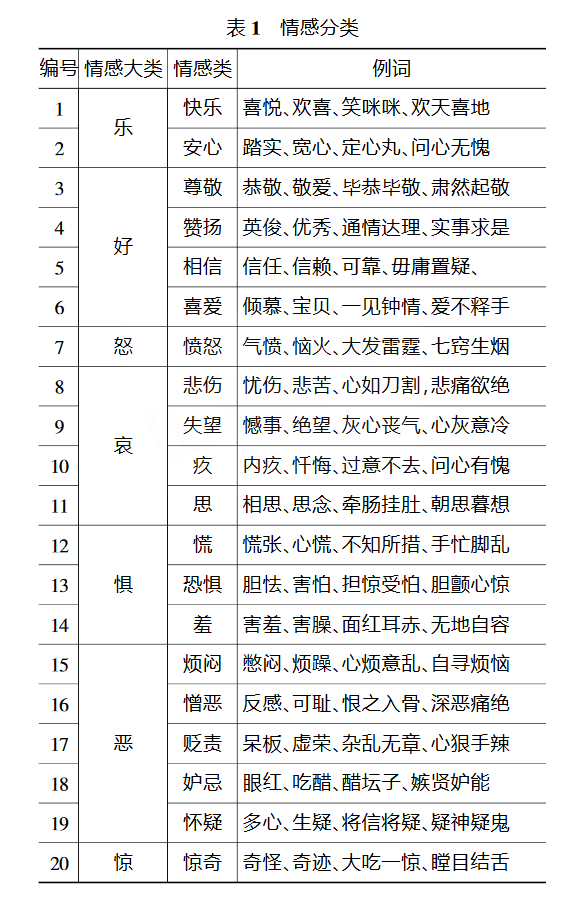 表1 情感分类
编号 情感大类 情感类 例词
1 乐 快乐 喜悦、欢喜、笑咪咪、欢天喜地
2 安心 踏实、宽心、定心丸、问心无愧
3 好 尊敬 恭敬、敬爱、毕恭毕敬、肃然起敬
4 赞扬 英俊、优秀、通情达理、实事求是
5 相信 信任、信赖、可靠、毋庸置疑、
6 喜爱 倾慕、宝贝、一见钟情、爱不释手
7 怒 愤怒 气愤、恼火、大发雷霆、七窍生烟
8 哀 悲伤 忧伤、悲苦、心如刀割,悲痛欲绝
9 失望 憾事、绝望、灰心丧气、心灰意冷
10 疚 内疚、忏悔、过意不去、问心有愧
11 思 相思、思念、牵肠挂肚、朝思暮想
12 惧 慌 慌张、心慌、不知所措、手忙脚乱
13 恐惧 胆怯、害怕、担惊受怕、胆颤心惊
14 羞 害羞、害臊、面红耳赤、无地自容
15 恶 烦闷 憋闷、烦躁、心烦意乱、自寻烦恼
16 憎恶 反感、可耻、恨之入骨、深恶痛绝
17 贬责 呆板、虚荣、杂乱无章、心狠手辣
18 妒忌 眼红、吃醋、醋坛子、嫉贤妒能
19 怀疑 多心、生疑、将信将疑、疑神疑鬼
20 惊 惊奇 奇怪、奇迹、大吃一惊、瞠目结舌